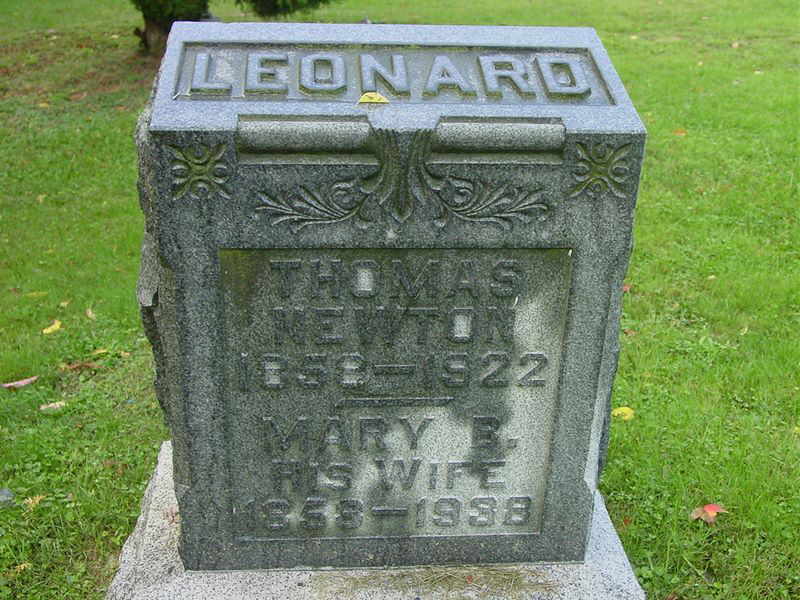 LEONARD
THOMAS
NEWTON
1858–1922
MARY B.
HIS WIFE
1858–1938